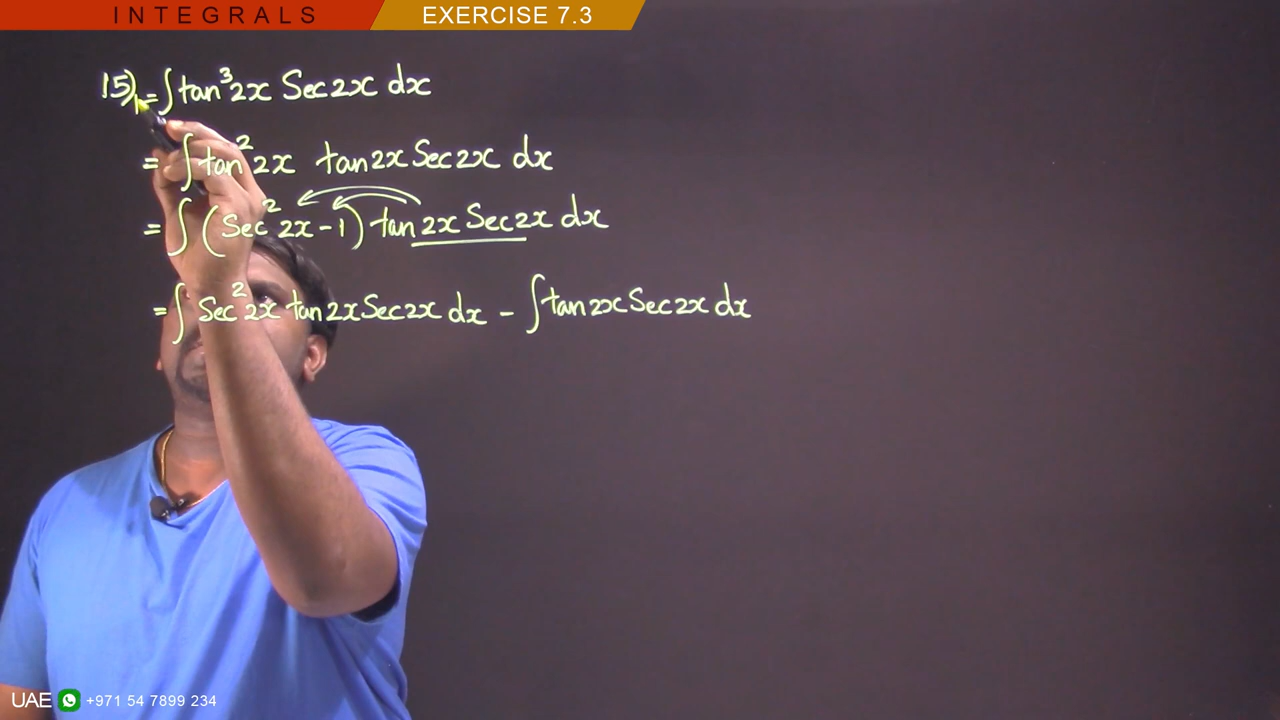 INTEGRALS EXERCISE 7.3
15) I = ∫ tan³2x Sec2x dx
= ∫ tan²2x tan2x Sec2x dx
= ∫ (Sec²2x - 1) tan2x Sec2x dx
= ∫ Sec²2x tan2x Sec2x dx - ∫ tan2x Sec2x dx
UAE +971 54 7899 234